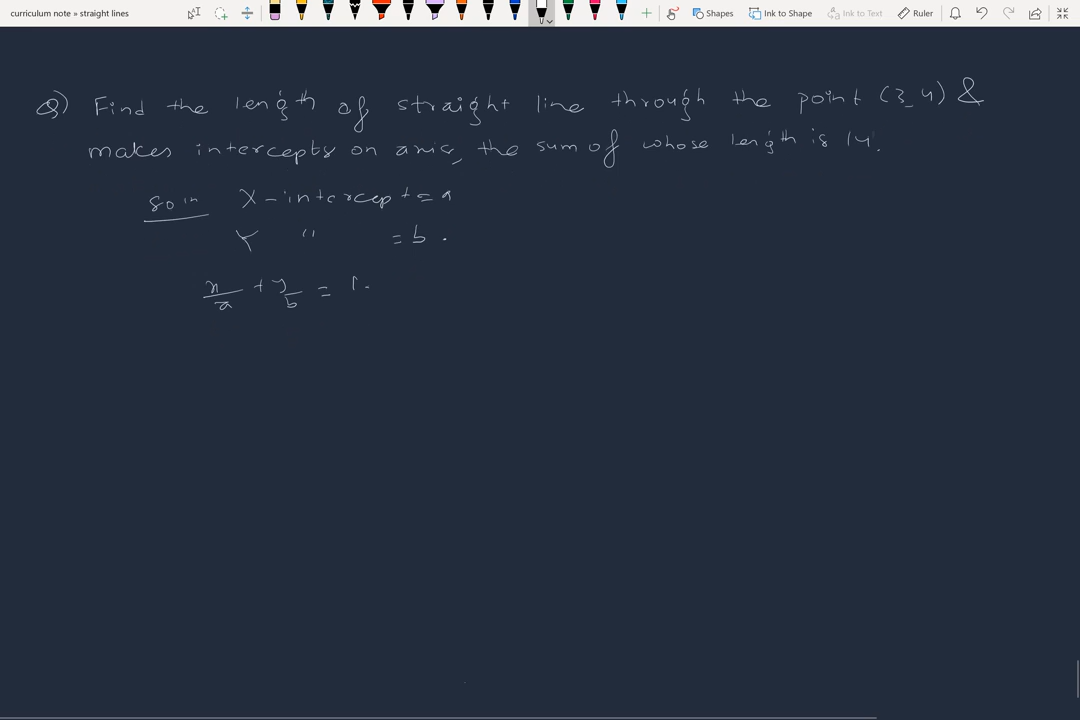 curriculum note » straight lines
Shapes Ink to Shape Ink to Text Ruler
Q) Find the length of straight line through the point (3, 4) &
makes intercepts on axis, the sum of whose length is 14.
soln X-intercept = a
Y " = b.
x/a + y/b = 1.